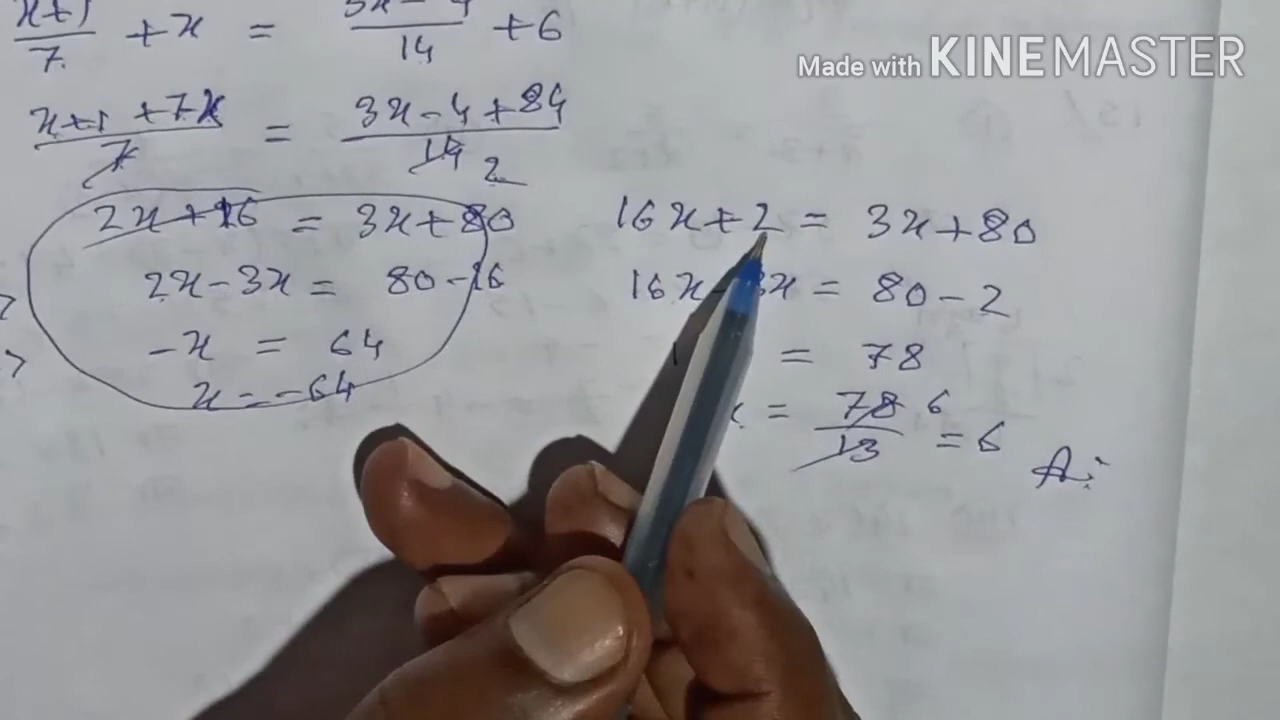 Made with KINEMASTER
x+1/7 + x = 3x-4/14 + 6
x+1+7x/7 = 3x-4+84/14 2
2x+16 = 3x+80
2x-3x = 80-16
-x = 64
x = -64
16x+2 = 3x+80
16x-3x = 80-2
= 78
x = 78/13 6 = 6